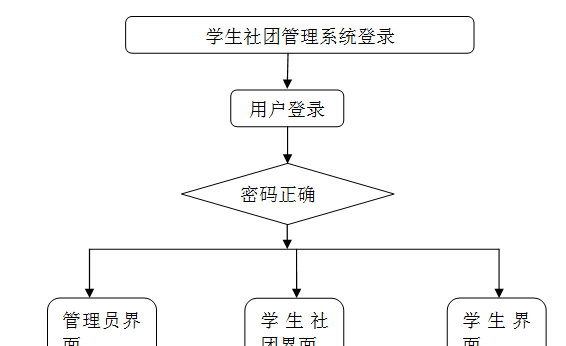 学生社团管理系统登录
用户登录
密码正确
管理员界
面
学生社
团界面
学生界
面